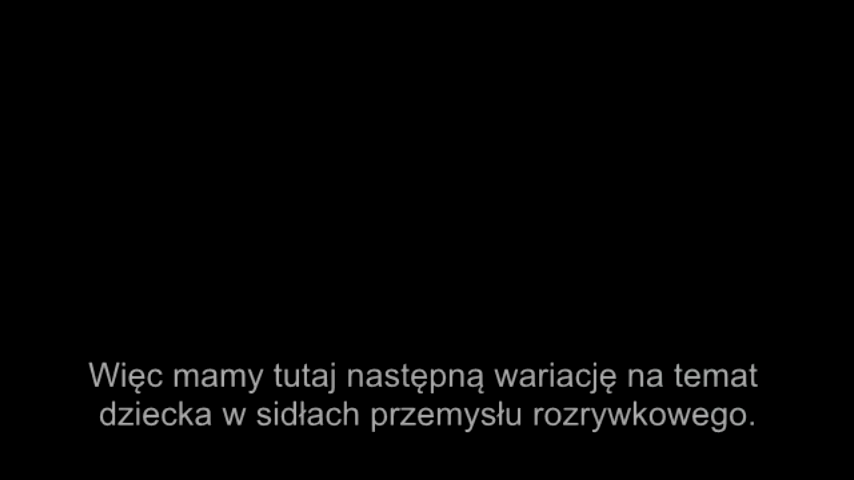 Więc mamy tutaj następną wariację na temat
dziecka w sidłach przemysłu rozrywkowego.